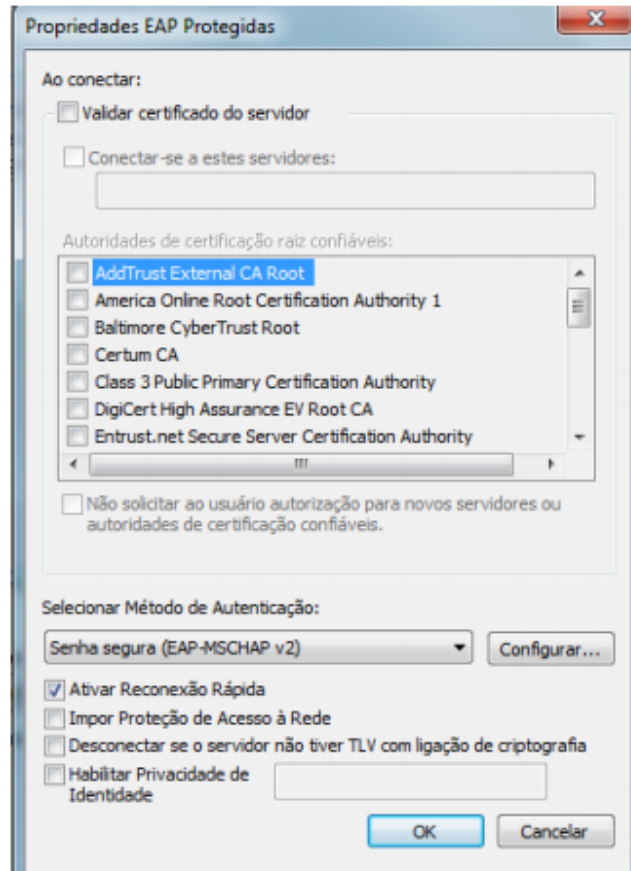 Propriedades EAP Protegidas
Ao conectar:
Validar certificado do servidor
Conectar-se a estes servidores:
Autoridades de certificação raiz confiáveis:
AddTrust External CA Root
America Online Root Certification Authority 1
Baltimore CyberTrust Root
Certum CA
Class 3 Public Primary Certification Authority
DigiCert High Assurance EV Root CA
Entrust.net Secure Server Certification Authority
Não solicitar ao usuário autorização para novos servidores ou
autoridades de certificação confiáveis.
Selecionar Método de Autenticação:
Senha segura (EAP-MSCHAP v2)
Configurar...
Ativar Reconexão Rápida
Impor Proteção de Acesso à Rede
Desconectar se o servidor não tiver TLV com ligação de criptografia
Habilitar Privacidade de
Identidade
OK
Cancelar